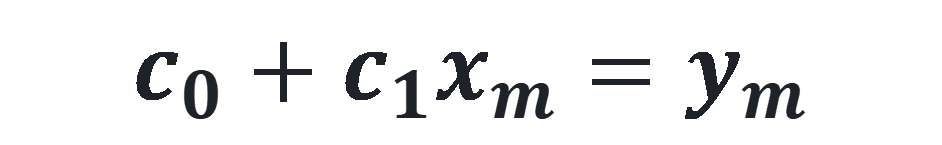 c₀ + c₁xₘ = yₘ